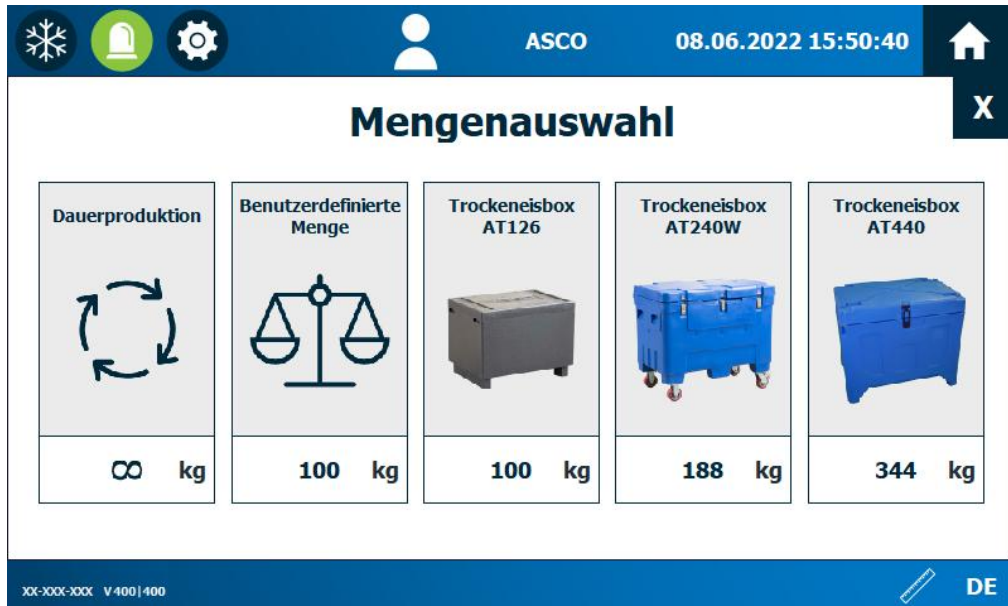 ASCO
08.06.2022 15:50:40
X
Mengenauswahl
Dauerproduktion
Benutzerdefinierte
Menge
Trockeneisbox
AT126
Trockeneisbox
AT240W
Trockeneisbox
AT440
∞ kg
100 kg
100 kg
188 kg
344 kg
XX-XXX-XXX V400|400
DE